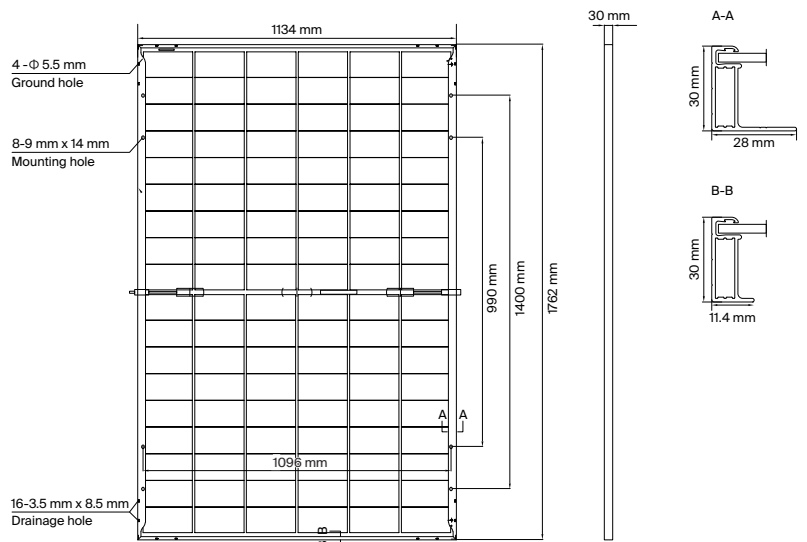 1134 mm
30 mm
A-A
4 -Φ 5.5 mm
Ground hole
30 mm
28 mm
8-9 mm x 14 mm
Mounting hole
B-B
30 mm
11.4 mm
990 mm
1400 mm
1762 mm
A A
1096 mm
16-3.5 mm x 8.5 mm
Drainage hole
B